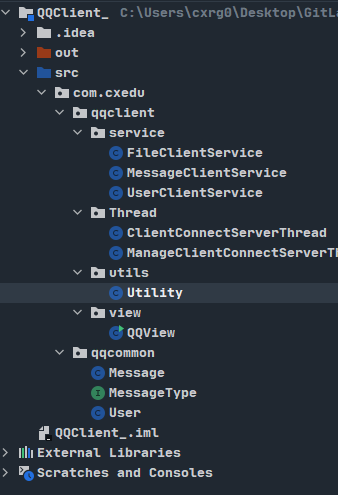 QQClient_ C:\Users\cxrg0\Desktop\GitLa
.idea
out
src
com.cxedu
qqclient
service
FileClientService
MessageClientService
UserClientService
Thread
ClientConnectServerThread
ManageClientConnectServerTh
utils
Utility
view
QQView
qqcommon
Message
MessageType
User
QQClient_.iml
External Libraries
Scratches and Consoles